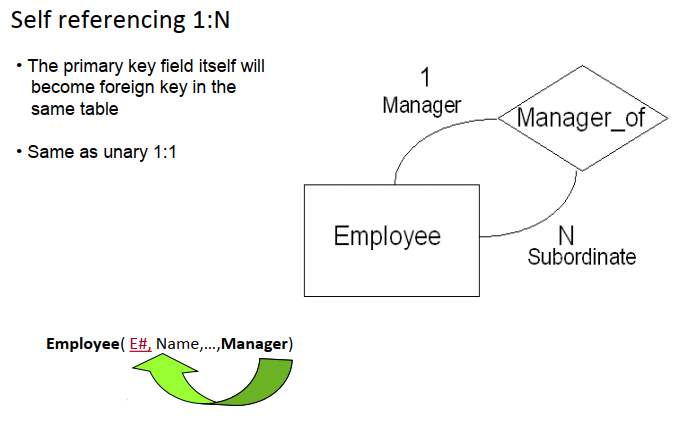 Self referencing 1:N
• The primary key field itself will
become foreign key in the
same table
• Same as unary 1:1
1
Manager
Manager_of
Employee
N
Subordinate
Employee( E#, Name,...,Manager)